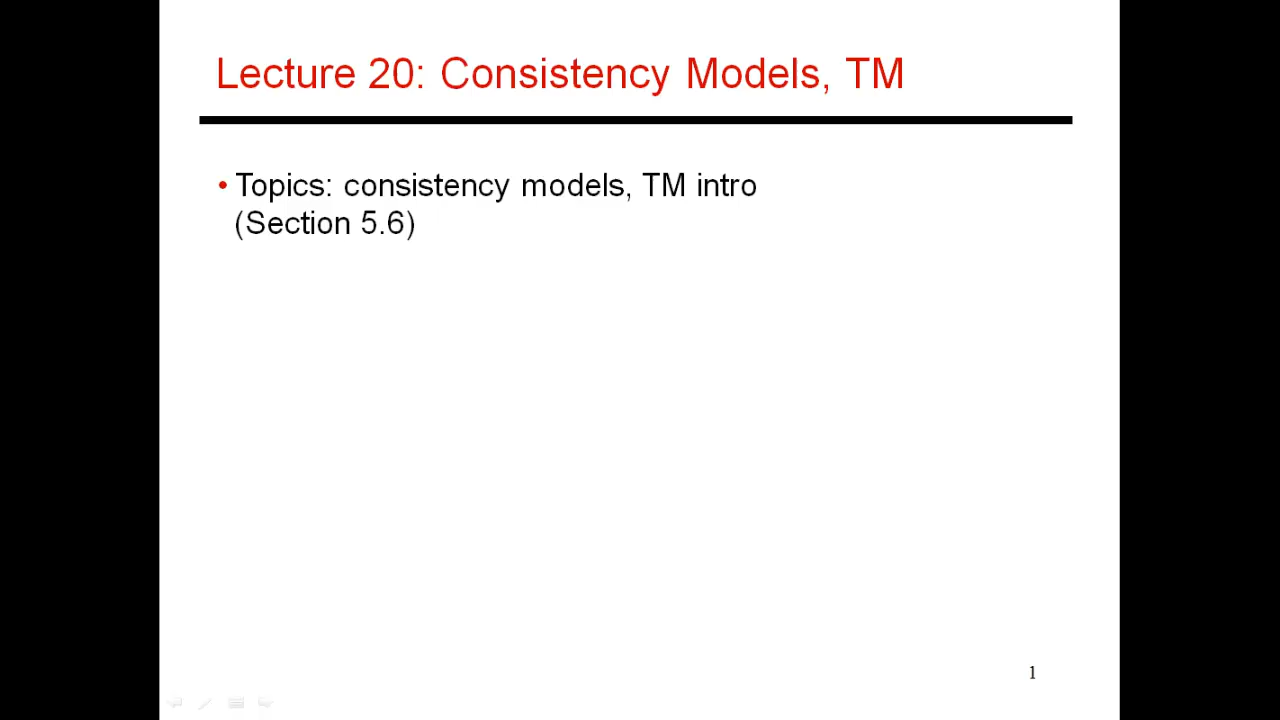 Lecture 20: Consistency Models, TM
• Topics: consistency models, TM intro
(Section 5.6)
1